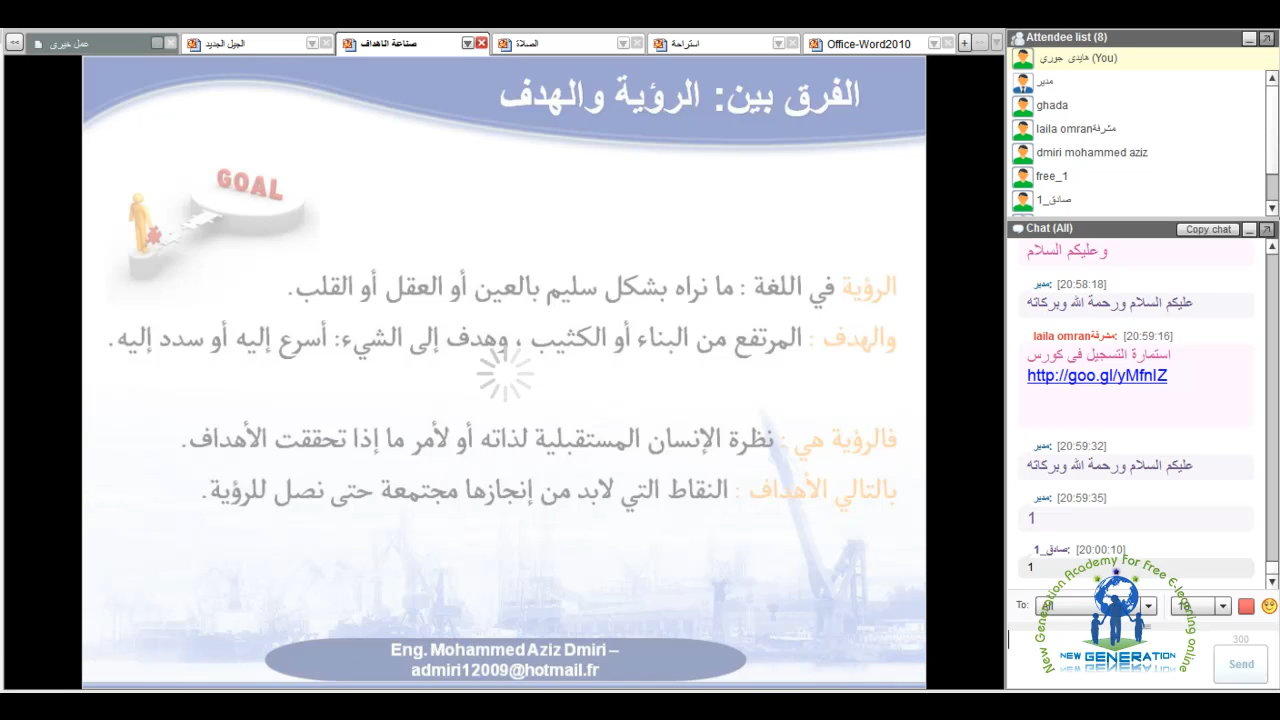 <<
عمل خيرى
الجيل الجديد
صناعة الاهداف
الصلاة
استراحة
Office-Word2010
الفرق بين: الرؤية والهدف
GOAL
الرؤية في اللغة : ما نراه بشكل سليم بالعين أو العقل أو القلب.
والهدف : المرتفع من البناء أو الكثيب ، وهدف إلى الشيء: أسرع إليه أو سدد إليه.
فالرؤية هي : نظرة الإنسان المستقبلية لذاته أو لأمر ما إذا تحققت الأهداف.
بالتالي الأهداف : النقاط التي لابد من إنجازها مجتمعة حتى نصل للرؤية.
Eng. Mohammed Aziz Dmiri –
admiri12009@hotmail.fr
Attendee list (8)
هايدى جوري (You)
مدير
ghada
laila omranمشرفة
dmiri mohammed aziz
free_1
صادق_1
Chat (All)
Copy chat
وعليكم السلام
مدير: [20:58:18]
عليكم السلام ورحمة الله وبركاته
laila omranمشرفة: [20:59:16]
استمارة التسجيل فى كورس
http://goo.gl/yMfnIZ
مدير: [20:59:32]
عليكم السلام ورحمة الله وبركاته
مدير: [20:59:35]
1
صادق_1: [20:00:10]
1
To:
300
Send
New Generation Academy For Free E-learning online
NEW GENERATION